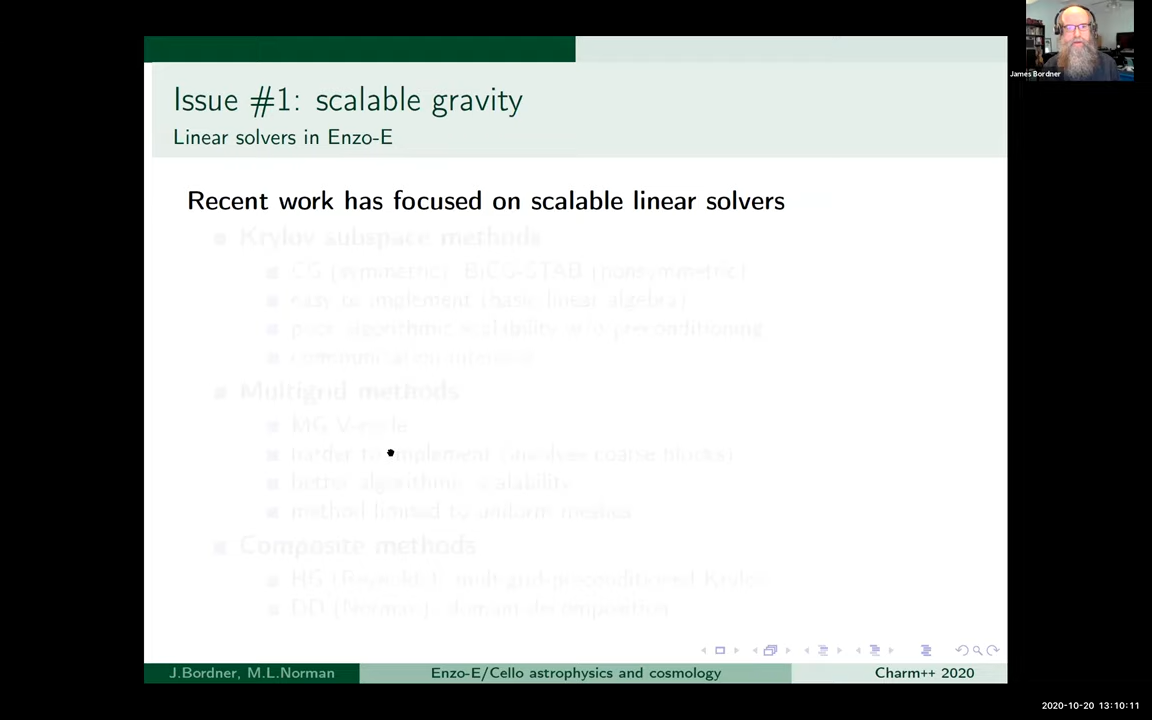 James Bordner
Issue #1: scalable gravity
Linear solvers in Enzo-E
Recent work has focused on scalable linear solvers
Krylov subspace methods
CG (symmetric), BiCG-STAB (nonsymmetric)
easy to implement (basic linear algebra)
poor algorithmic scalability w/o preconditioning
communication intensive
Multigrid methods
MG V-cycle
harder to implement (involves coarse blocks)
better algorithmic scalability
method limited to uniform meshes
Composite methods
HG (Reynolds): multigrid-preconditioned Krylov
DD (Norman): domain-decomposition
J.Bordner, M.L.Norman
Enzo-E/Cello astrophysics and cosmology
Charm++ 2020
2020-10-20 13:10:11